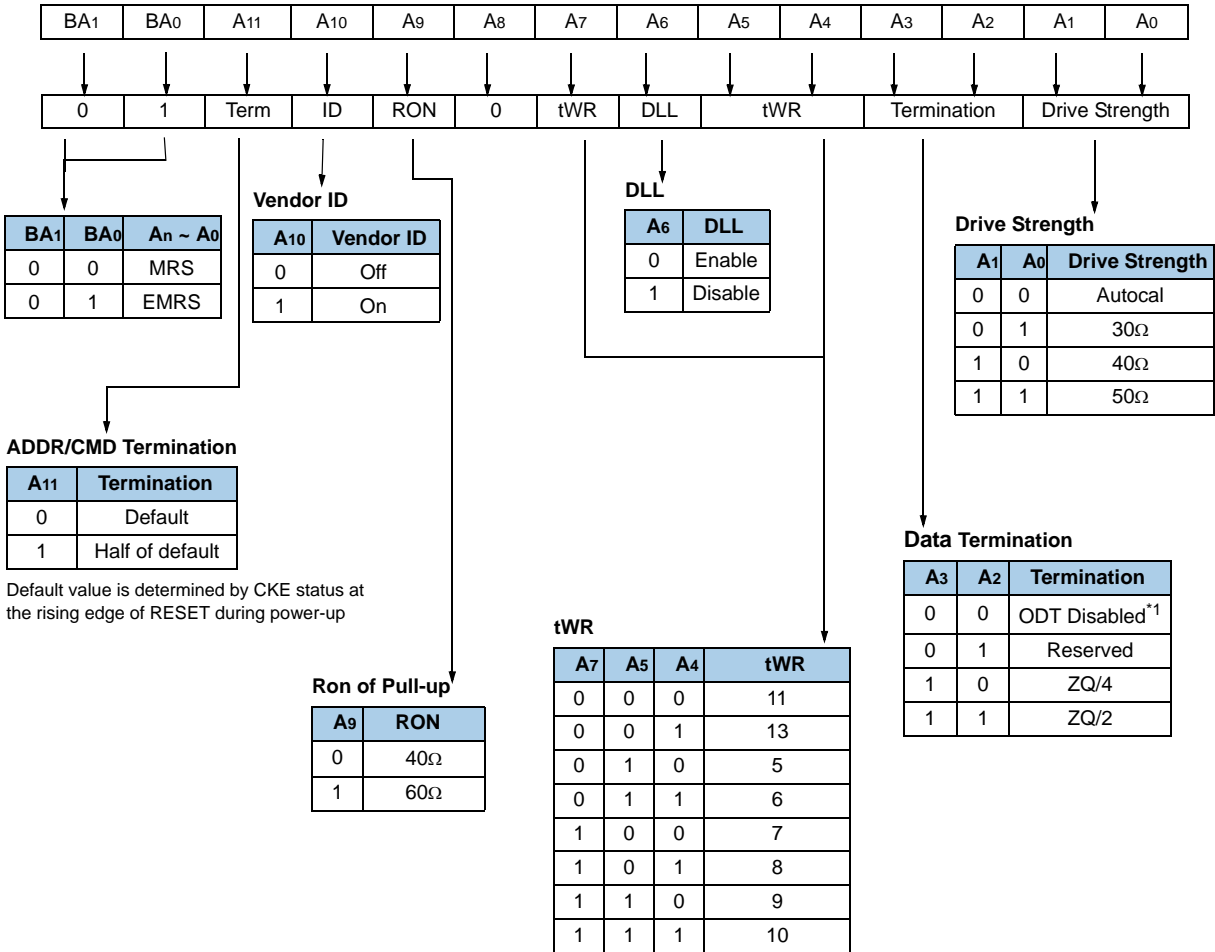 BA1 BA0 A11 A10 A9 A8 A7 A6 A5 A4 A3 A2 A1 A0
0 1 Term ID RON 0 tWR DLL tWR Termination Drive Strength
BA1 BA0 An ~ A0
0 0 MRS
0 1 EMRS
Vendor ID
A10 Vendor ID
0 Off
1 On
DLL
A6 DLL
0 Enable
1 Disable
Drive Strength
A1 A0 Drive Strength
0 0 Autocal
0 1 30Ω
1 0 40Ω
1 1 50Ω
ADDR/CMD Termination
A11 Termination
0 Default
1 Half of default
Default value is determined by CKE status at
the rising edge of RESET during power-up
Data Termination
A3 A2 Termination
0 0 ODT Disabled*1
0 1 Reserved
1 0 ZQ/4
1 1 ZQ/2
Ron of Pull-up
A9 RON
0 40Ω
1 60Ω
tWR
A7 A5 A4 tWR
0 0 0 11
0 0 1 13
0 1 0 5
0 1 1 6
1 0 0 7
1 0 1 8
1 1 0 9
1 1 1 10